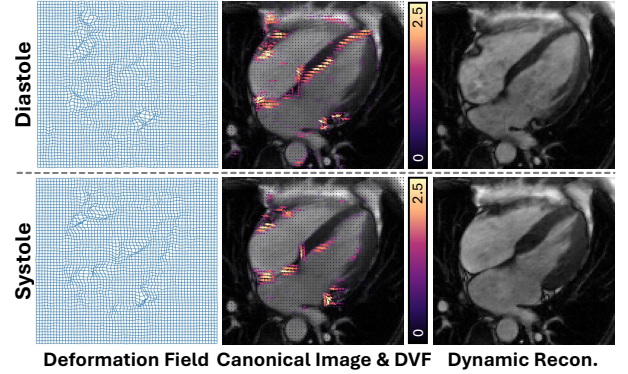 Diastole
2.5
0
Systole
2.5
0
Deformation Field Canonical Image & DVF Dynamic Recon.